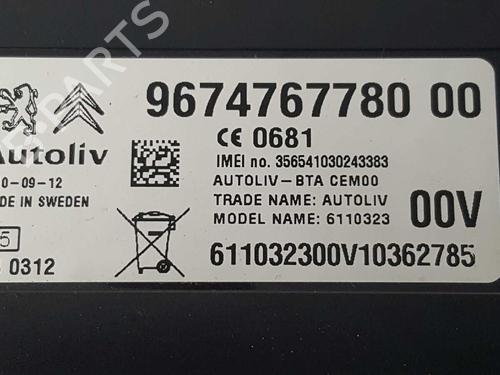 9674767780 00
CE 0681
IMEI no. 356541030243383
Autoliv
AUTOLIV-BTA CEM00
0-09-12
TRADE NAME: AUTOLIV
DE IN SWEDEN
MODEL NAME: 6110323
00V
5
611032300V10362785
0312